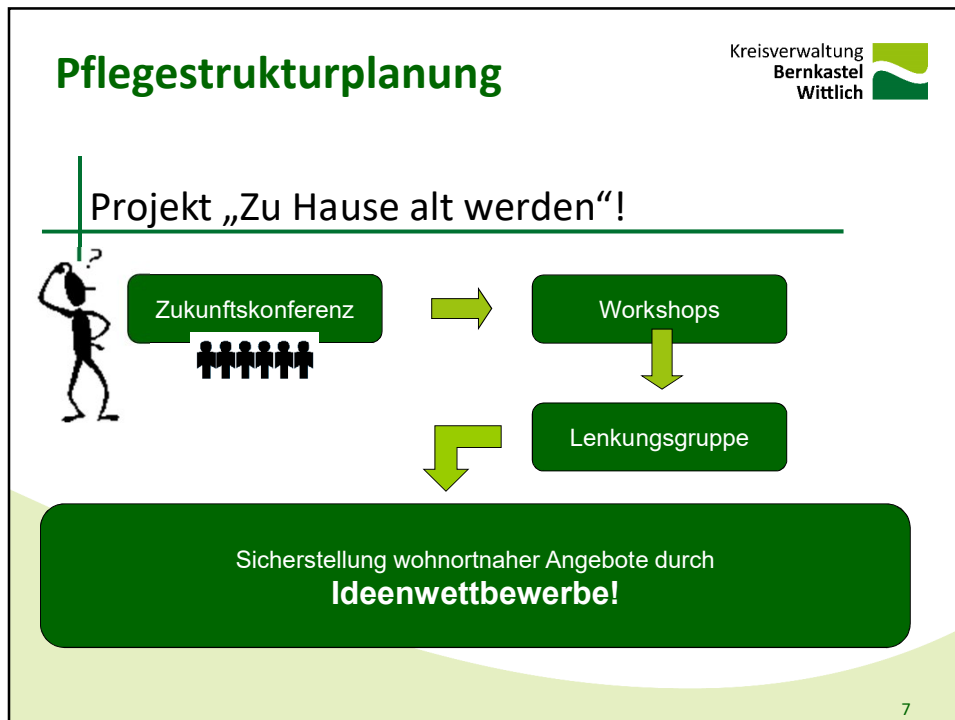 Pflegestrukturplanung
Kreisverwaltung
Bernkastel
Wittlich
Projekt „Zu Hause alt werden“!
?
Zukunftskonferenz
Workshops
Lenkungsgruppe
Sicherstellung wohnortnaher Angebote durch
Ideenwettbewerbe!
7